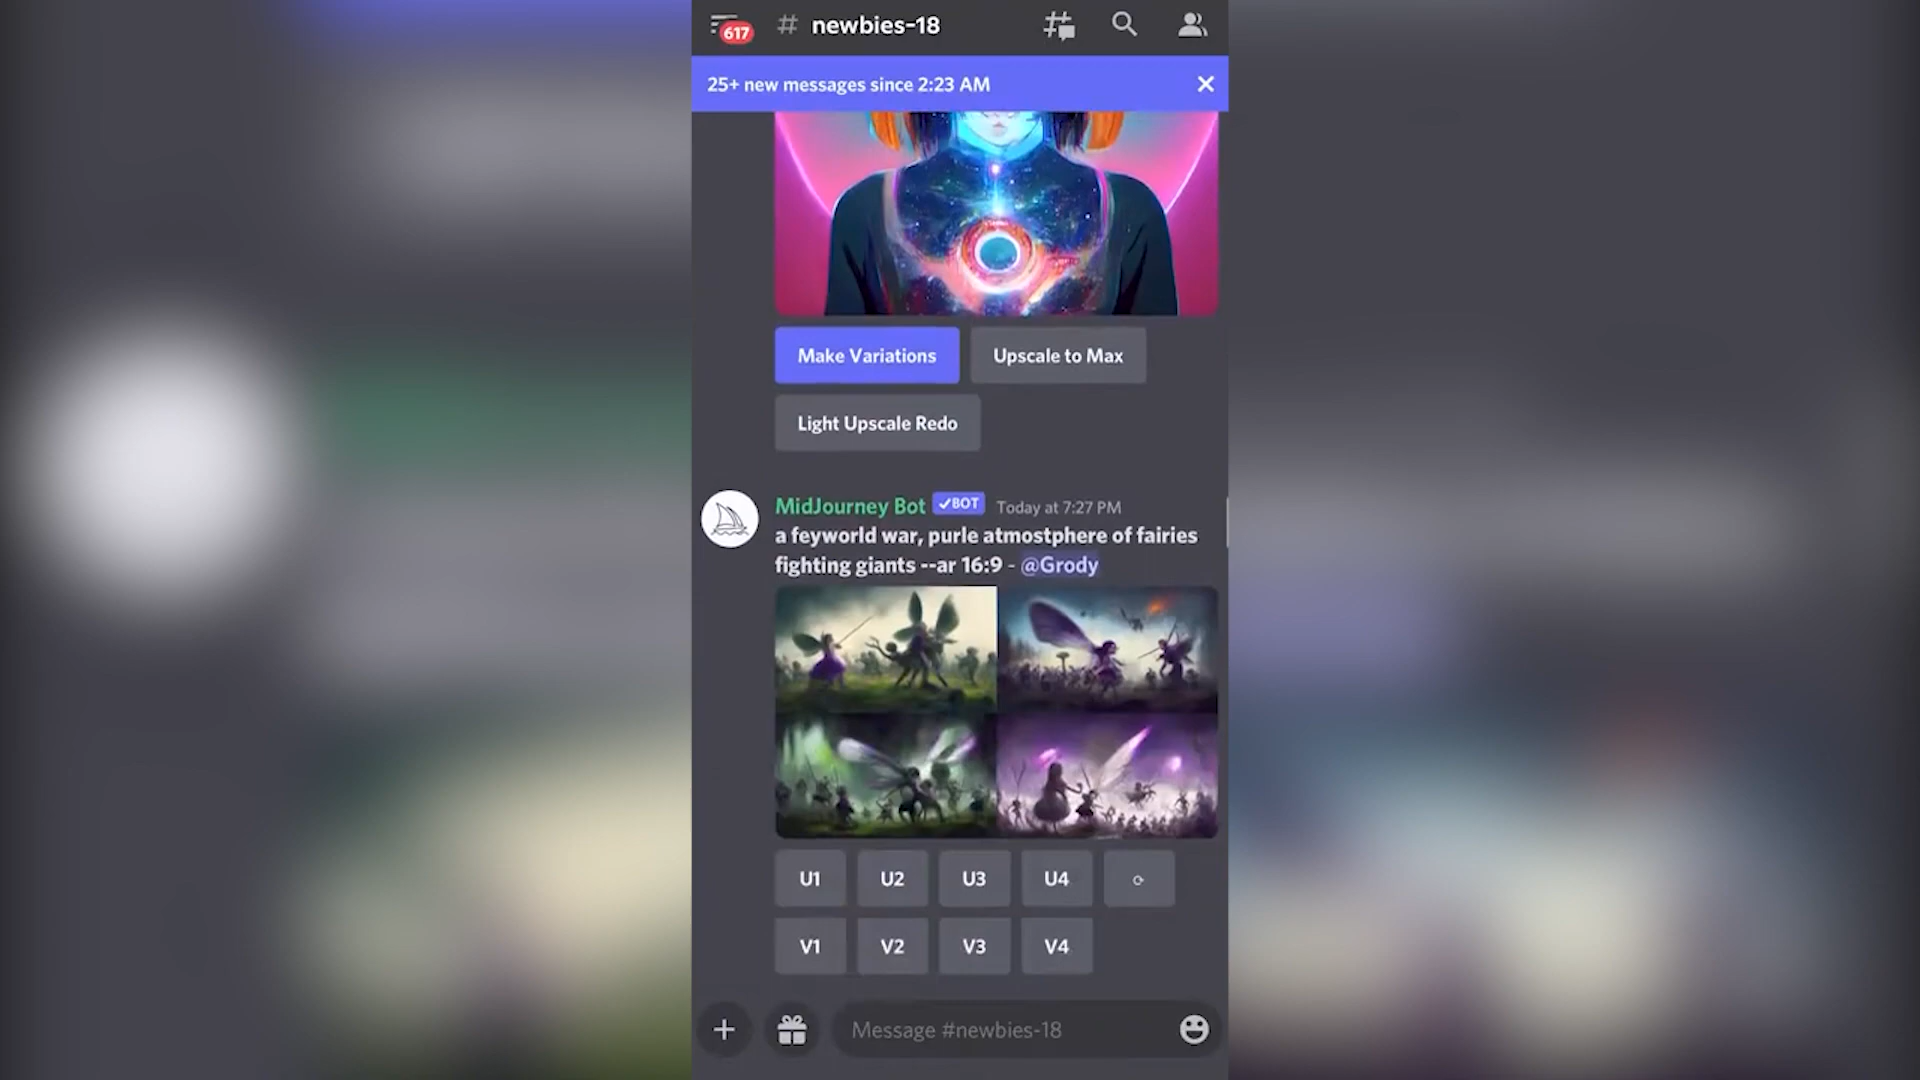 617
# newbies-18
25+ new messages since 2:23 AM
Make Variations
Upscale to Max
Light Upscale Redo
MidJourney Bot ✓BOT Today at 7:27 PM
a feyworld war, purle atmostphere of fairies
fighting giants --ar 16:9 - @Grody
U1 U2 U3 U4
V1 V2 V3 V4
Message #newbies-18